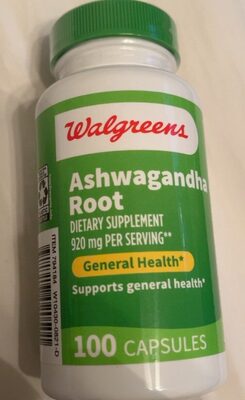 Walgreens
Ashwagandha
Root
DIETARY SUPPLEMENT
920 mg PER SERVING**
General Health*
Supports general health*
100 CAPSULES